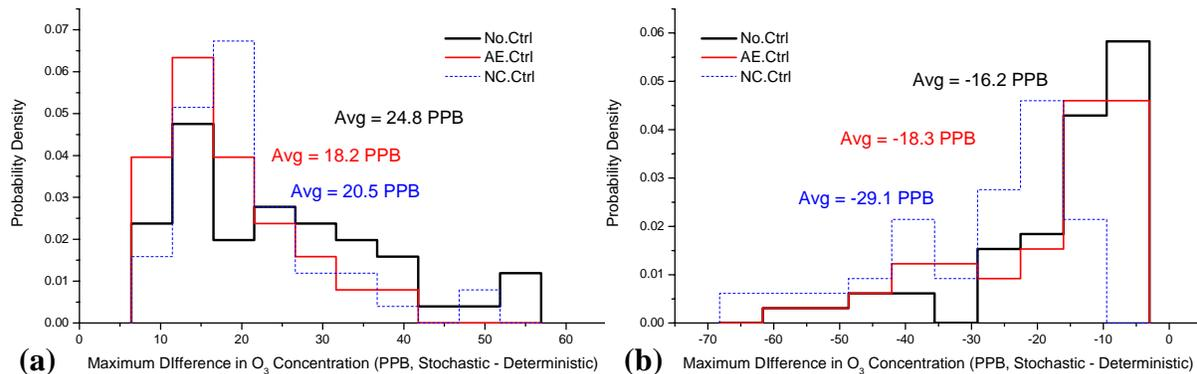 0.07
0.06
0.05
0.04
0.03
0.02
0.01
0.00
Probability Density
No.Ctrl
AE.Ctrl
NC.Ctrl
Avg = 24.8 PPB
Avg = 18.2 PPB
Avg = 20.5 PPB
0 10 20 30 40 50 60
(a) Maximum DIfference in O3 Concentration (PPB, Stochastic - Deterministic)
0.06
0.05
0.04
0.03
0.02
0.01
0.00
Probability Density
No.Ctrl
AE.Ctrl
NC.Ctrl
Avg = -16.2 PPB
Avg = -18.3 PPB
Avg = -29.1 PPB
-70 -60 -50 -40 -30 -20 -10 0
(b) Maximum DIfference in O3 Concentration (PPB, Stochastic - Deterministic)